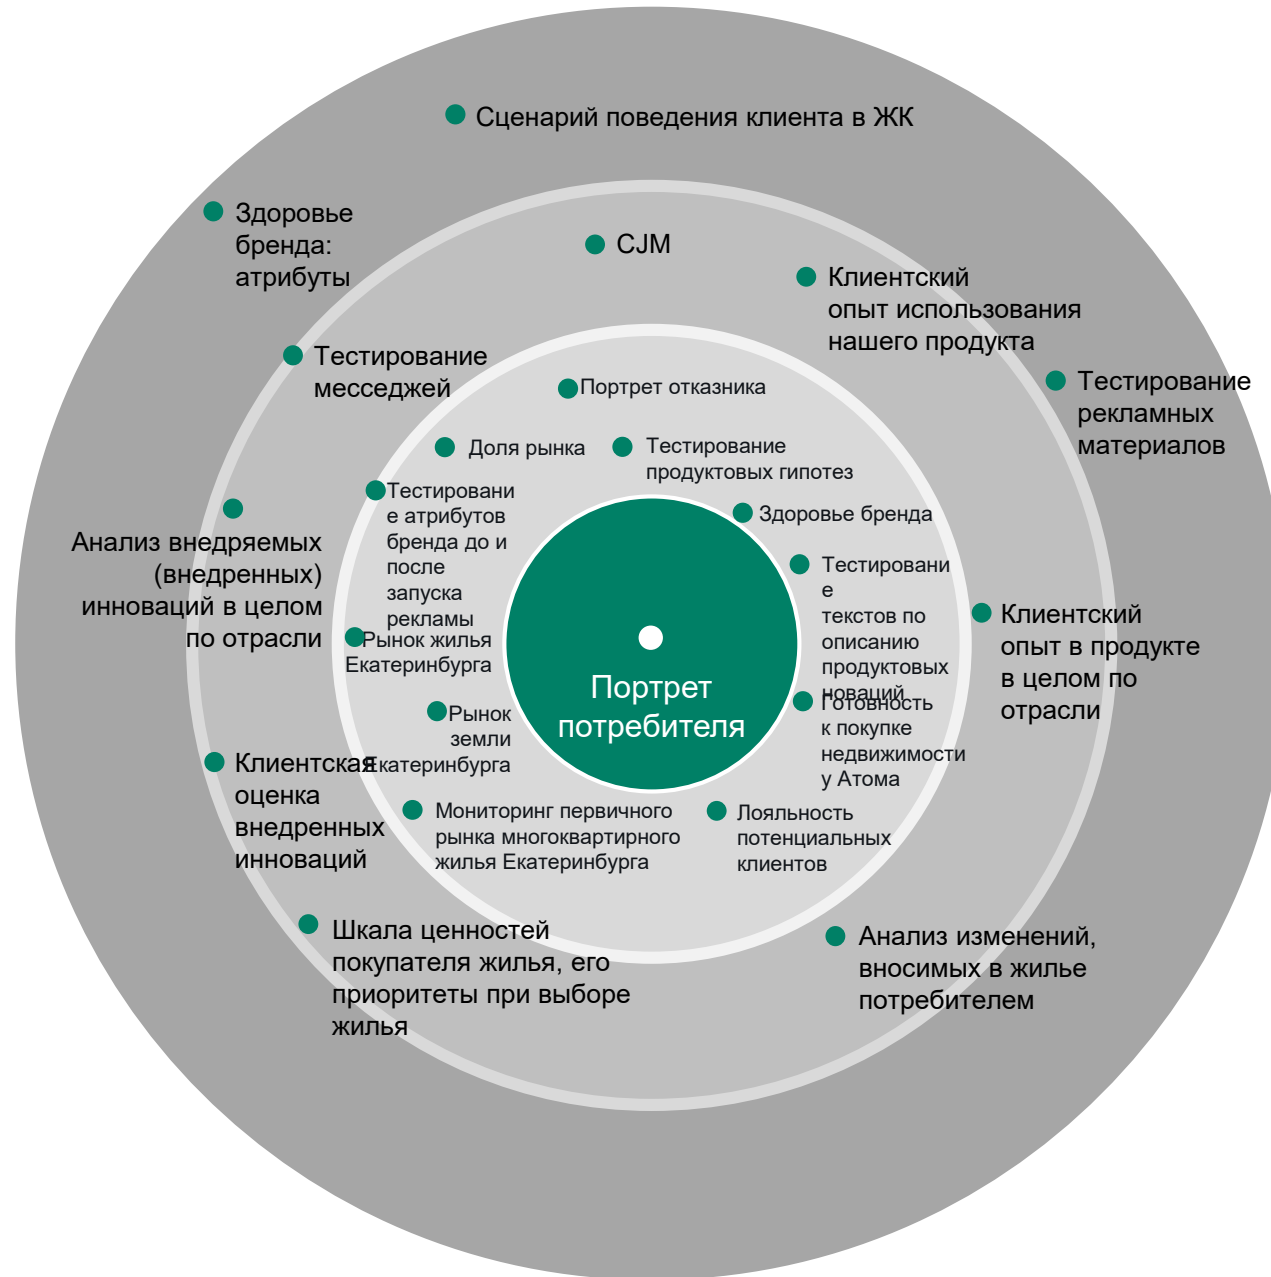 Сценарий поведения клиента в ЖК
Здоровье
бренда:
атрибуты
CJM
Клиентский
опыт использования
нашего продукта
Тестирование
месседжей
Тестирование
рекламных
материалов
Портрет отказника
Доля рынка
Тестирование
продуктовых гипотез
Тестировани
е атрибутов
бренда до и
после
запуска
рекламы
Здоровье бренда
Анализ внедряемых
(внедренных)
инноваций в целом
по отрасли
Тестировани
е
текстов по
описанию
продуктовых
новаций
Клиентский
опыт в продукте
в целом по
отрасли
Рынок жилья
Екатеринбурга
Портрет
потребителя
Готовность
к покупке
недвижимости
у Атома
Рынок
земли
Екатеринбурга
Клиентская
оценка
внедренных
инноваций
Мониторинг первичного
рынка многоквартирного
жилья Екатеринбурга
Лояльность
потенциальных
клиентов
Шкала ценностей
покупателя жилья, его
приоритеты при выборе
жилья
Анализ изменений,
вносимых в жилье
потребителем